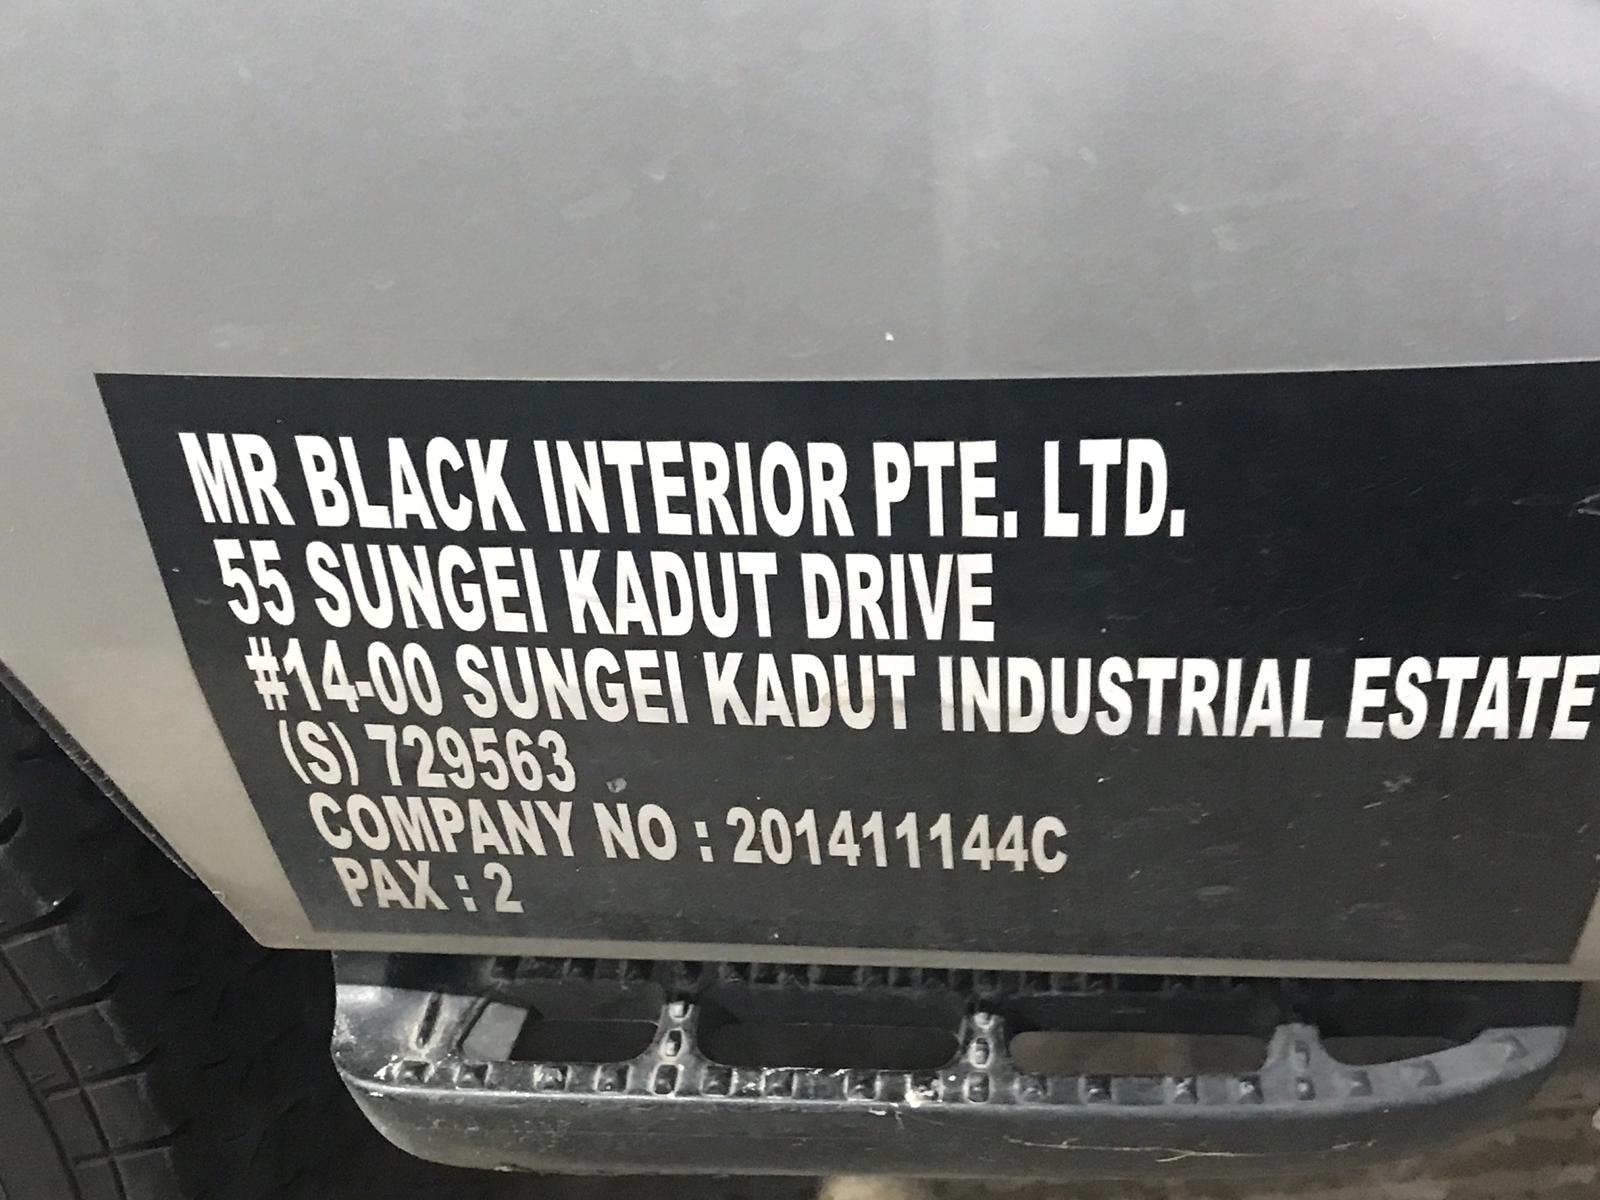 MR BLACK INTERIOR PTE. LTD.
55 SUNGEI KADUT DRIVE
#14-00 SUNGEI KADUT INDUSTRIAL ESTATE
(S) 729563
COMPANY NO : 201411144C
PAX : 2